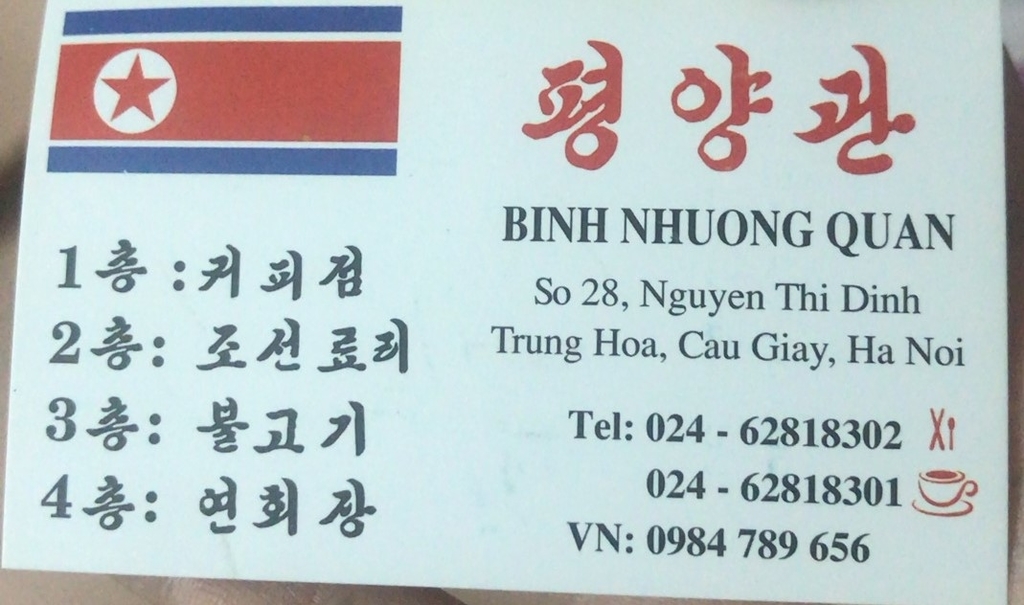 평양관
BINH NHUONG QUAN
So 28, Nguyen Thi Dinh
Trung Hoa, Cau Giay, Ha Noi
Tel: 024 - 62818302
024 - 62818301
VN: 0984 789 656
1층 : 커피점
2층: 조선료리
3층: 불고기
4층: 연회장